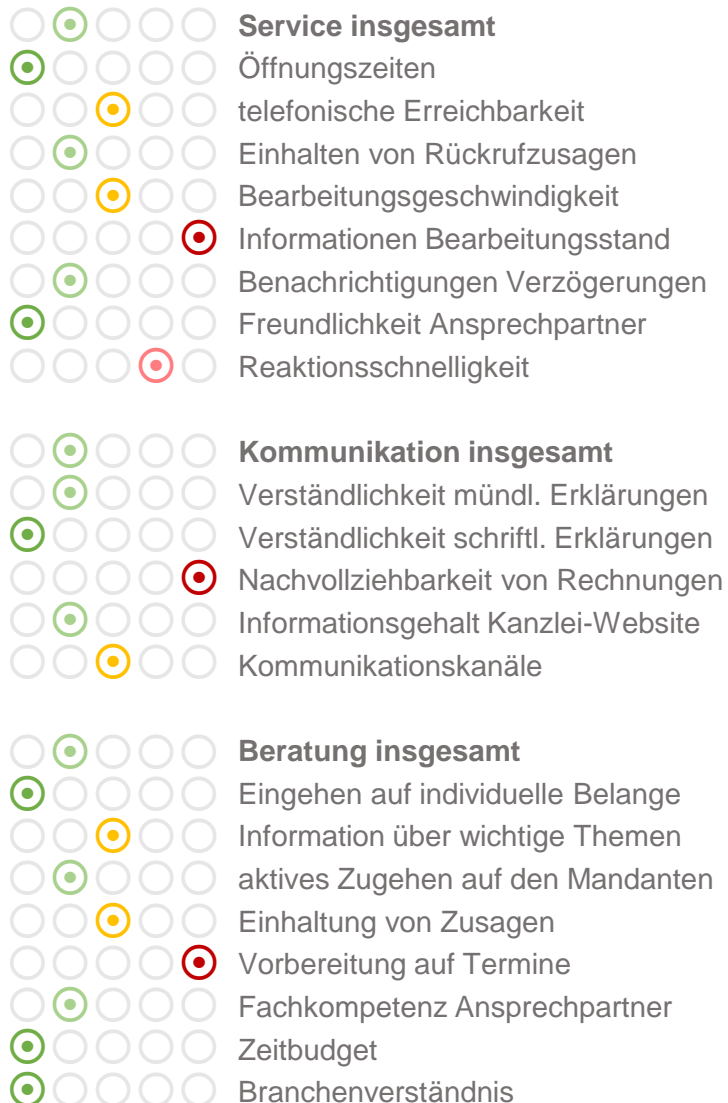 Service insgesamt
Öffnungszeiten
telefonische Erreichbarkeit
Einhalten von Rückrufzusagen
Bearbeitungsgeschwindigkeit
Informationen Bearbeitungsstand
Benachrichtigungen Verzögerungen
Freundlichkeit Ansprechpartner
Reaktionsschnelligkeit
Kommunikation insgesamt
Verständlichkeit mündl. Erklärungen
Verständlichkeit schriftl. Erklärungen
Nachvollziehbarkeit von Rechnungen
Informationsgehalt Kanzlei-Website
Kommunikationskanäle
Beratung insgesamt
Eingehen auf individuelle Belange
Information über wichtige Themen
aktives Zugehen auf den Mandanten
Einhaltung von Zusagen
Vorbereitung auf Termine
Fachkompetenz Ansprechpartner
Zeitbudget
Branchenverständnis